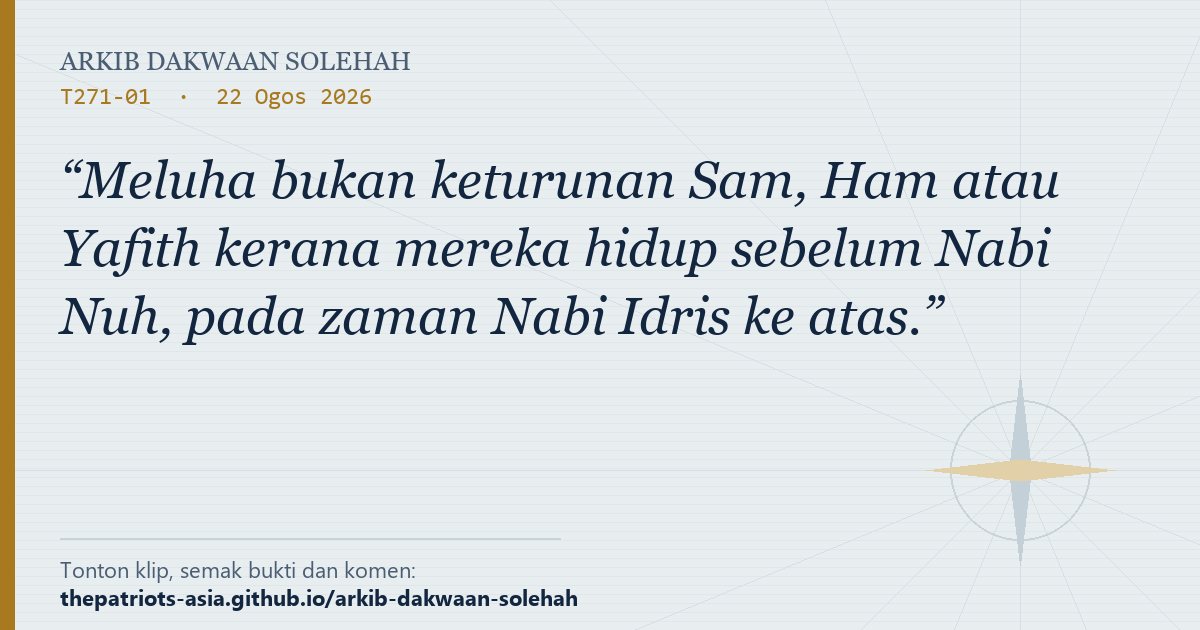 ARKIB DAKWAAN SOLEHAH
T271-01 · 22 Ogos 2026
“Meluha bukan keturunan Sam, Ham atau
Yafith kerana mereka hidup sebelum Nabi
Nuh, pada zaman Nabi Idris ke atas.”
Tonton klip, semak bukti dan komen:
thepatriots-asia.github.io/arkib-dakwaan-solehah